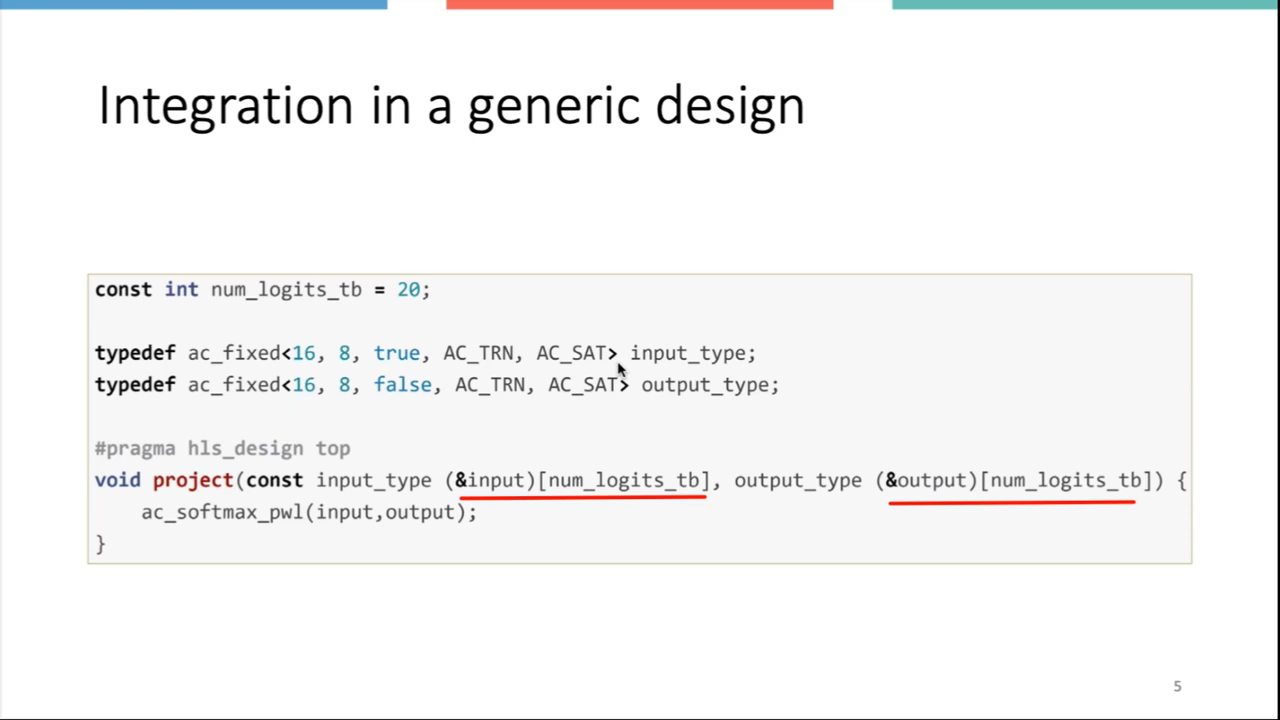 Integration in a generic design
const int num_logits_tb = 20;
typedef ac_fixed<16, 8, true, AC_TRN, AC_SAT> input_type;
typedef ac_fixed<16, 8, false, AC_TRN, AC_SAT> output_type;
#pragma hls_design top
void project(const input_type (&input)[num_logits_tb], output_type (&output)[num_logits_tb]) {
    ac_softmax_pwl(input,output);
}
5